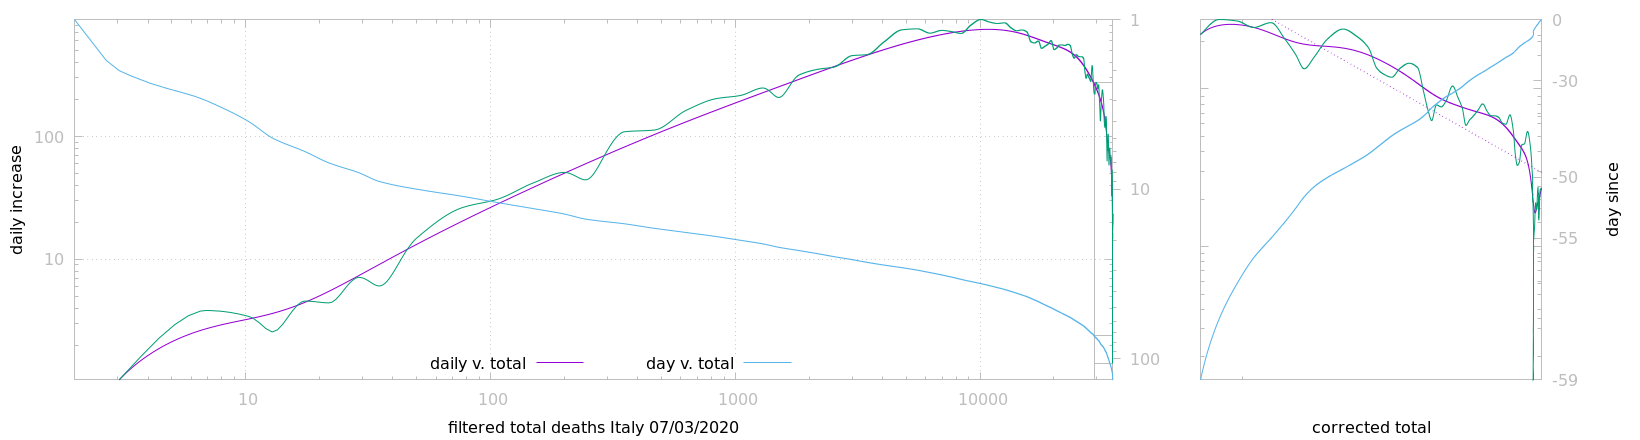 daily increase
100
10
daily v. total
day v. total
10
100
1000
10000
filtered total deaths Italy 07/03/2020
1
10
100
0
-30
-50
-55
-59
day since
corrected total